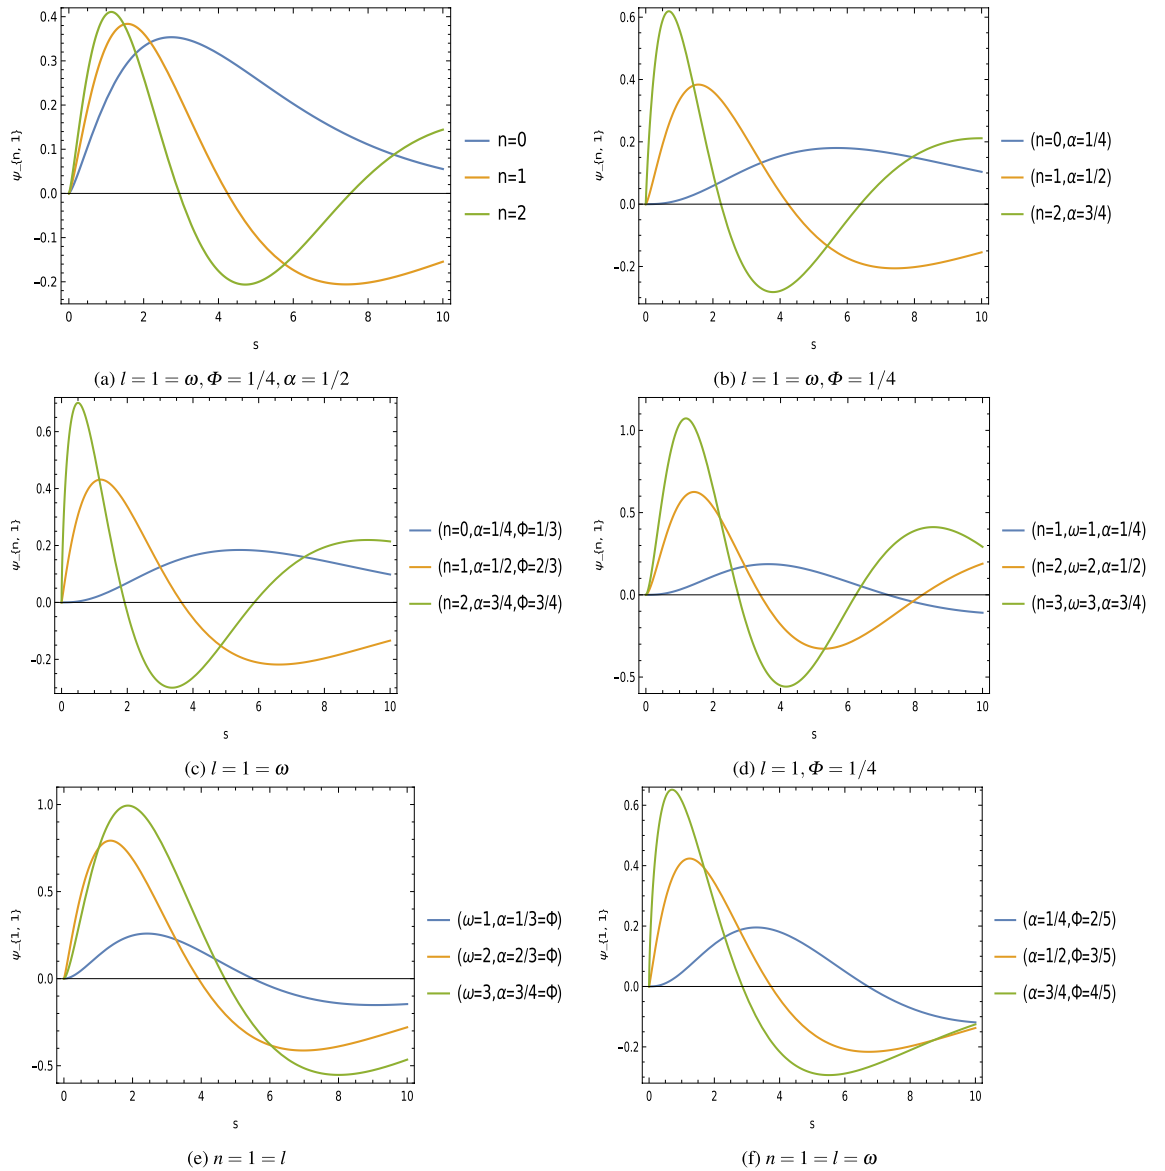 0.4
0.3
0.2
0.1
0.0
−0.1
−0.2
ψ_{n, 1}
0 2 4 6 8 10
s
n=0
n=1
n=2
(a) l = 1 = ω, Φ = 1/4, α = 1/2
0.6
0.4
0.2
0.0
−0.2
ψ_{n, 1}
0 2 4 6 8 10
s
(n=0,α=1/4)
(n=1,α=1/2)
(n=2,α=3/4)
(b) l = 1 = ω, Φ = 1/4
0.6
0.4
0.2
0.0
−0.2
ψ_{n, 1}
0 2 4 6 8 10
s
(n=0,α=1/4,Φ=1/3)
(n=1,α=1/2,Φ=2/3)
(n=2,α=3/4,Φ=3/4)
(c) l = 1 = ω
1.0
0.5
0.0
−0.5
ψ_{n, 1}
0 2 4 6 8 10
s
(n=1,ω=1,α=1/4)
(n=2,ω=2,α=1/2)
(n=3,ω=3,α=3/4)
(d) l = 1, Φ = 1/4
1.0
0.5
0.0
−0.5
ψ_{1, 1}
0 2 4 6 8 10
s
(ω=1,α=1/3=Φ)
(ω=2,α=2/3=Φ)
(ω=3,α=3/4=Φ)
(e) n = 1 = l
0.6
0.4
0.2
0.0
−0.2
ψ_{1, 1}
0 2 4 6 8 10
s
(α=1/4,Φ=2/5)
(α=1/2,Φ=3/5)
(α=3/4,Φ=4/5)
(f) n = 1 = l = ω